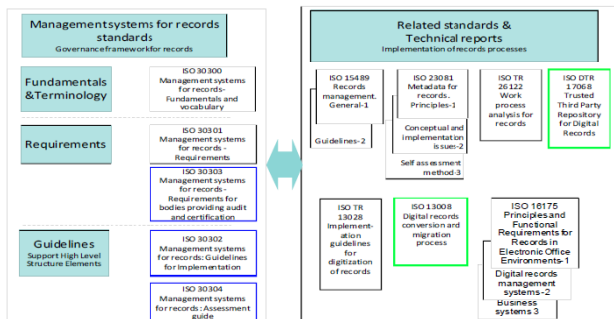 Management systems for records
standards
Governance framework for records
Fundamentals
& Terminology
ISO 30300
Management systems
for records-
Fundamentals and
vocabulary
Requirements
ISO 30301
Management systems
for records -
Requirements
ISO 30303
Management systems
for records -
Requirements for
bodies providing audit
and certification
Guidelines
Support High Level
Structure Elements
ISO 30302
Management systems
for records: Guidelines
for Implementation
ISO 30304
Management systems
for records: Assessment
guide
Related standards &
Technical reports
Implementation of records processes
ISO 15489
Records
management.
General-1
Guidelines-2
ISO 23081
Metadata for
records.
Principles-1
Conceptual and
implementation
issues-2
Self assessment
method-3
ISO TR
26122
Work
process
analysis for
records
ISO DTR
17068
Trusted
Third Party
Repository
for Digital
Records
ISO TR
13028
Implement-
ation
guidelines
for
digitization
of records
ISO 13008
Digital records
conversion and
migration
process
ISO 16175
Principles and
Functional
Requirements for
Records in
Electronic Office
Environments-1
Digital records
management
systems-2
Business
systems 3